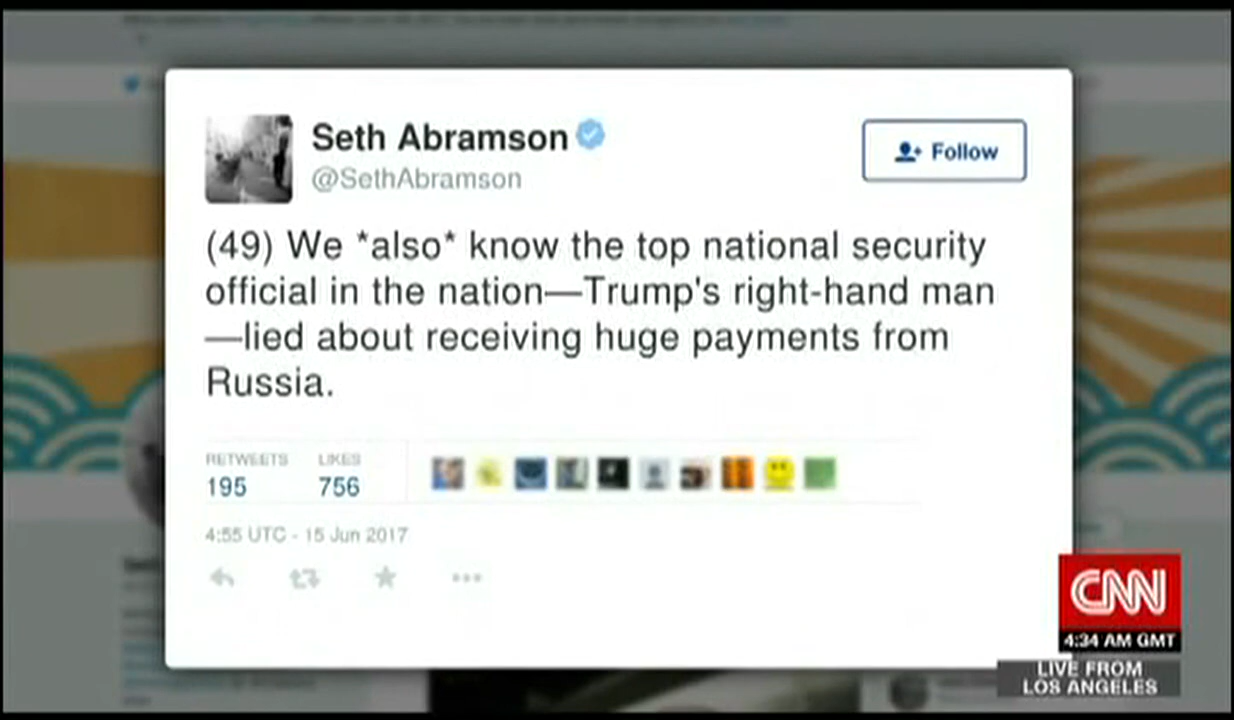 Seth Abramson
@SethAbramson
Follow
(49) We *also* know the top national security
official in the nation—Trump's right-hand man
—lied about receiving huge payments from
Russia.
RETWEETS LIKES
195 756
4:55 UTC - 15 Jun 2017
CNN
4:34 AM GMT
LIVE FROM
LOS ANGELES